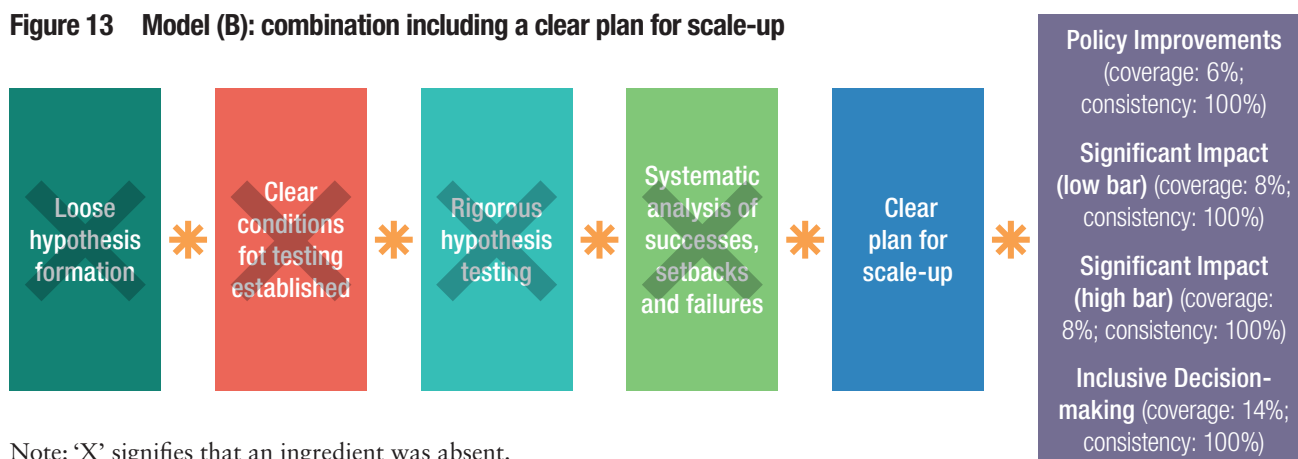 Figure 13 Model (B): combination including a clear plan for scale-up
Loose
hypothesis
formation
Clear
conditions
fot testing
established
Rigorous
hypothesis
testing
Systematic
analysis of
successes,
setbacks
and failures
Clear
plan for
scale-up
Policy Improvements
(coverage: 6%;
consistency: 100%)
Significant Impact
(low bar) (coverage: 8%;
consistency: 100%)
Significant Impact
(high bar) (coverage:
8%; consistency: 100%)
Inclusive Decision-
making (coverage: 14%;
consistency: 100%)
Note: ‘X’ signifies that an ingredient was absent.